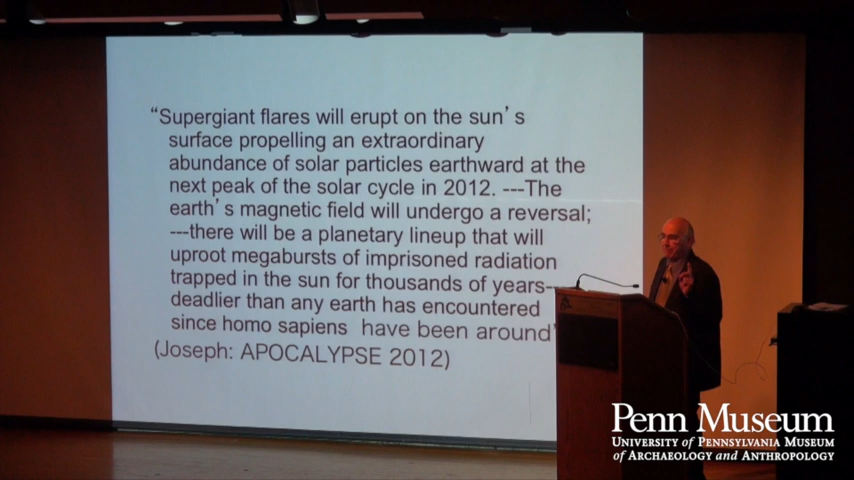 “Supergiant flares will erupt on the sun’s
surface propelling an extraordinary
abundance of solar particles earthward at the
next peak of the solar cycle in 2012. ---The
earth’s magnetic field will undergo a reversal;
---there will be a planetary lineup that will
uproot megabursts of imprisoned radiation
trapped in the sun for thousands of years--
deadlier than any earth has encountered
since homo sapiens have been around”
(Joseph: APOCALYPSE 2012)
Penn Museum
University of Pennsylvania Museum
of Archaeology and Anthropology